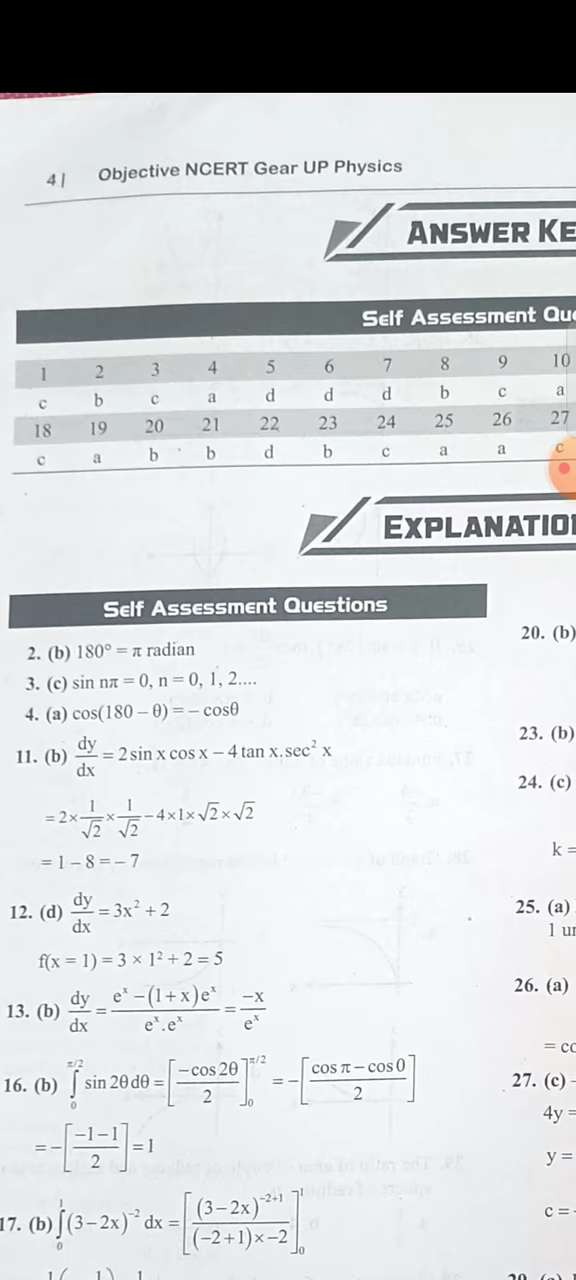 4 | Objective NCERT Gear UP Physics
ANSWER KE
Self Assessment Que
1 2 3 4 5 6 7 8 9 10
c b c a d d d b c a
18 19 20 21 22 23 24 25 26 27
c a b b d b c a a c
EXPLANATIO
Self Assessment Questions
2. (b) 180° = π radian
3. (c) sin nπ = 0, n = 0, 1, 2....
4. (a) cos(180 – θ) = – cosθ
11. (b) dy/dx = 2 sin x cos x – 4 tan x. sec² x
= 2 × 1/√2 × 1/√2 – 4 × 1 × √2 × √2
= 1 – 8 = – 7
12. (d) dy/dx = 3x² + 2
f(x = 1) = 3 × 1² + 2 = 5
13. (b) dy/dx = (eˣ – (1 + x)eˣ)/(eˣ.eˣ) = –x/eˣ
16. (b) ∫₀^(π/2) sin 2θ dθ = [–cos 2θ/2]₀^(π/2) = –[(cos π – cos 0)/2]
= –[(–1 – 1)/2] = 1
17. (b) ∫₀¹ (3 – 2x)⁻² dx = [(3 – 2x)^(–2+1)/((–2 + 1) × –2)]₀¹
20. (b)
23. (b)
24. (c)
k =
25. (a)
1 un
26. (a)
= co
27. (c) -
4y =
y =
c = -